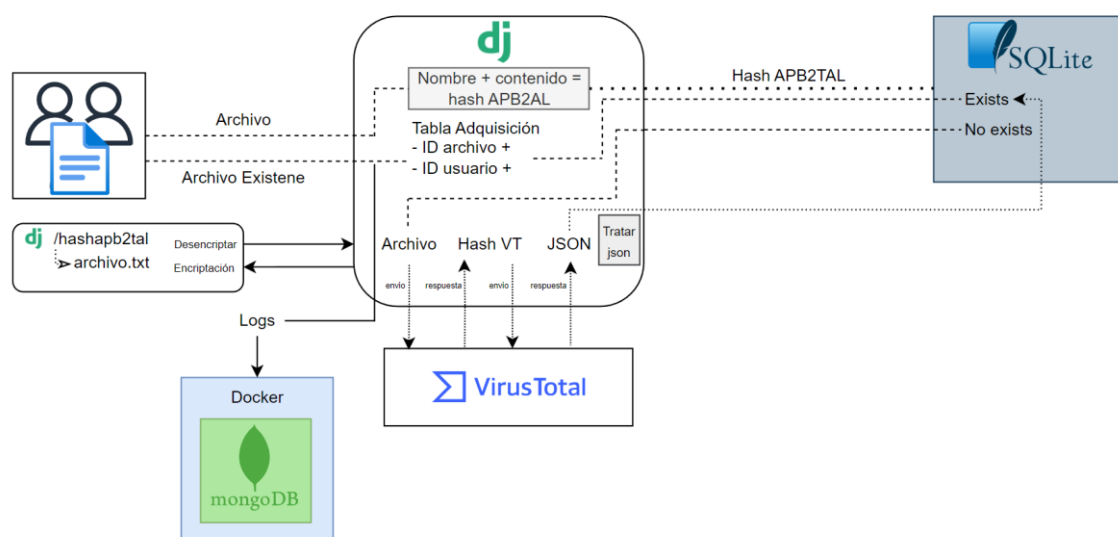 dj
Nombre + contenido =
hash APB2AL
Hash APB2TAL
SQLite
Archivo
Exists
No exists
Tabla Adquisición
- ID archivo +
- ID usuario +
Archivo Existene
dj
/hashapb2tal
archivo.txt
Desencriptar
Encriptación
Archivo
Hash VT
JSON
Tratar
json
envío
respuesta
envío
respuesta
Logs
VirusTotal
Docker
mongoDB